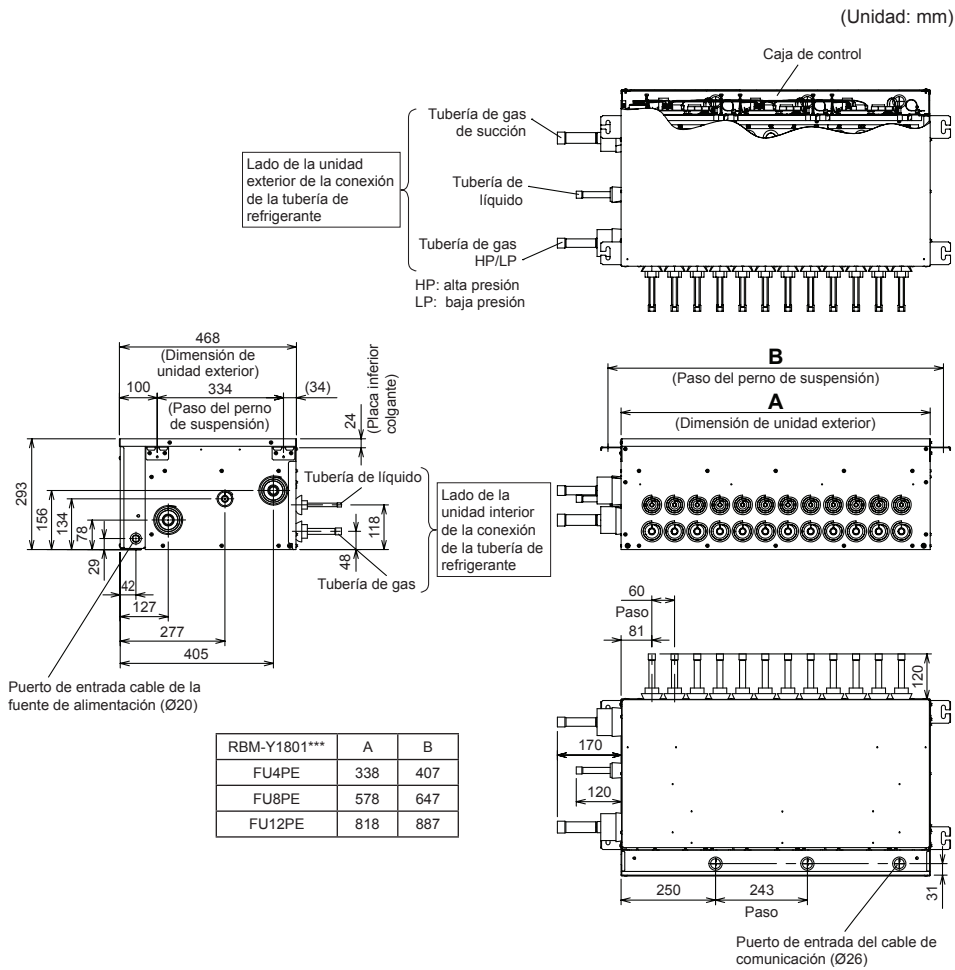 (Unidad: mm)
Caja de control
Tubería de gas
de succión
Lado de la unidad
exterior de la conexión
de la tubería de
refrigerante
Tubería de
líquido
Tubería de gas
HP/LP
HP: alta presión
LP: baja presión
468
(Dimensión de
unidad exterior)
100
334
(34)
(Paso del perno
de suspensión)
24
(Placa inferior
colgante)
293
156
134
78
29
42
127
277
405
118
48
Tubería de líquido
Tubería de gas
Lado de la
unidad interior
de la conexión
de la tubería de
refrigerante
Puerto de entrada cable de la
fuente de alimentación (Ø20)
B
(Paso del perno de suspensión)
A
(Dimensión de unidad exterior)
60
Paso
81
120
170
120
250
243
Paso
31
Puerto de entrada del cable de
comunicación (Ø26)
RBM-Y1801*** A B
FU4PE 338 407
FU8PE 578 647
FU12PE 818 887